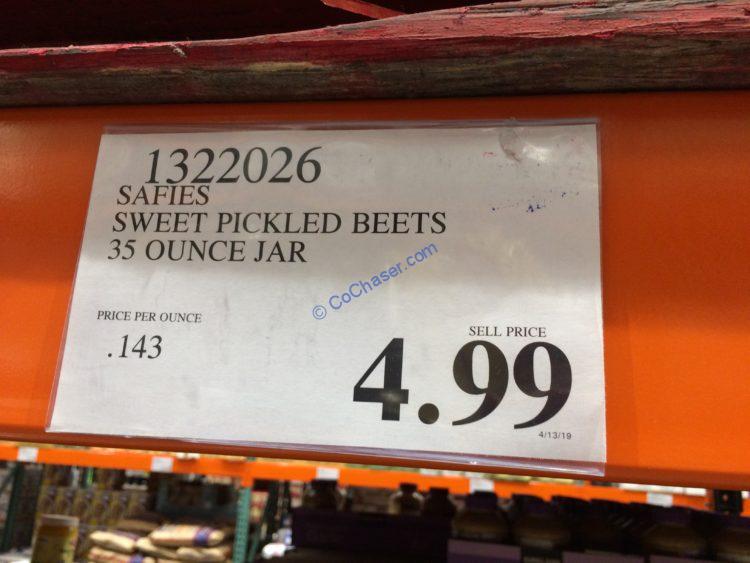 1322026
SAFIES
SWEET PICKLED BEETS
35 OUNCE JAR
© CoChaser.com
PRICE PER OUNCE
.143
SELL PRICE
4.99
4/13/19